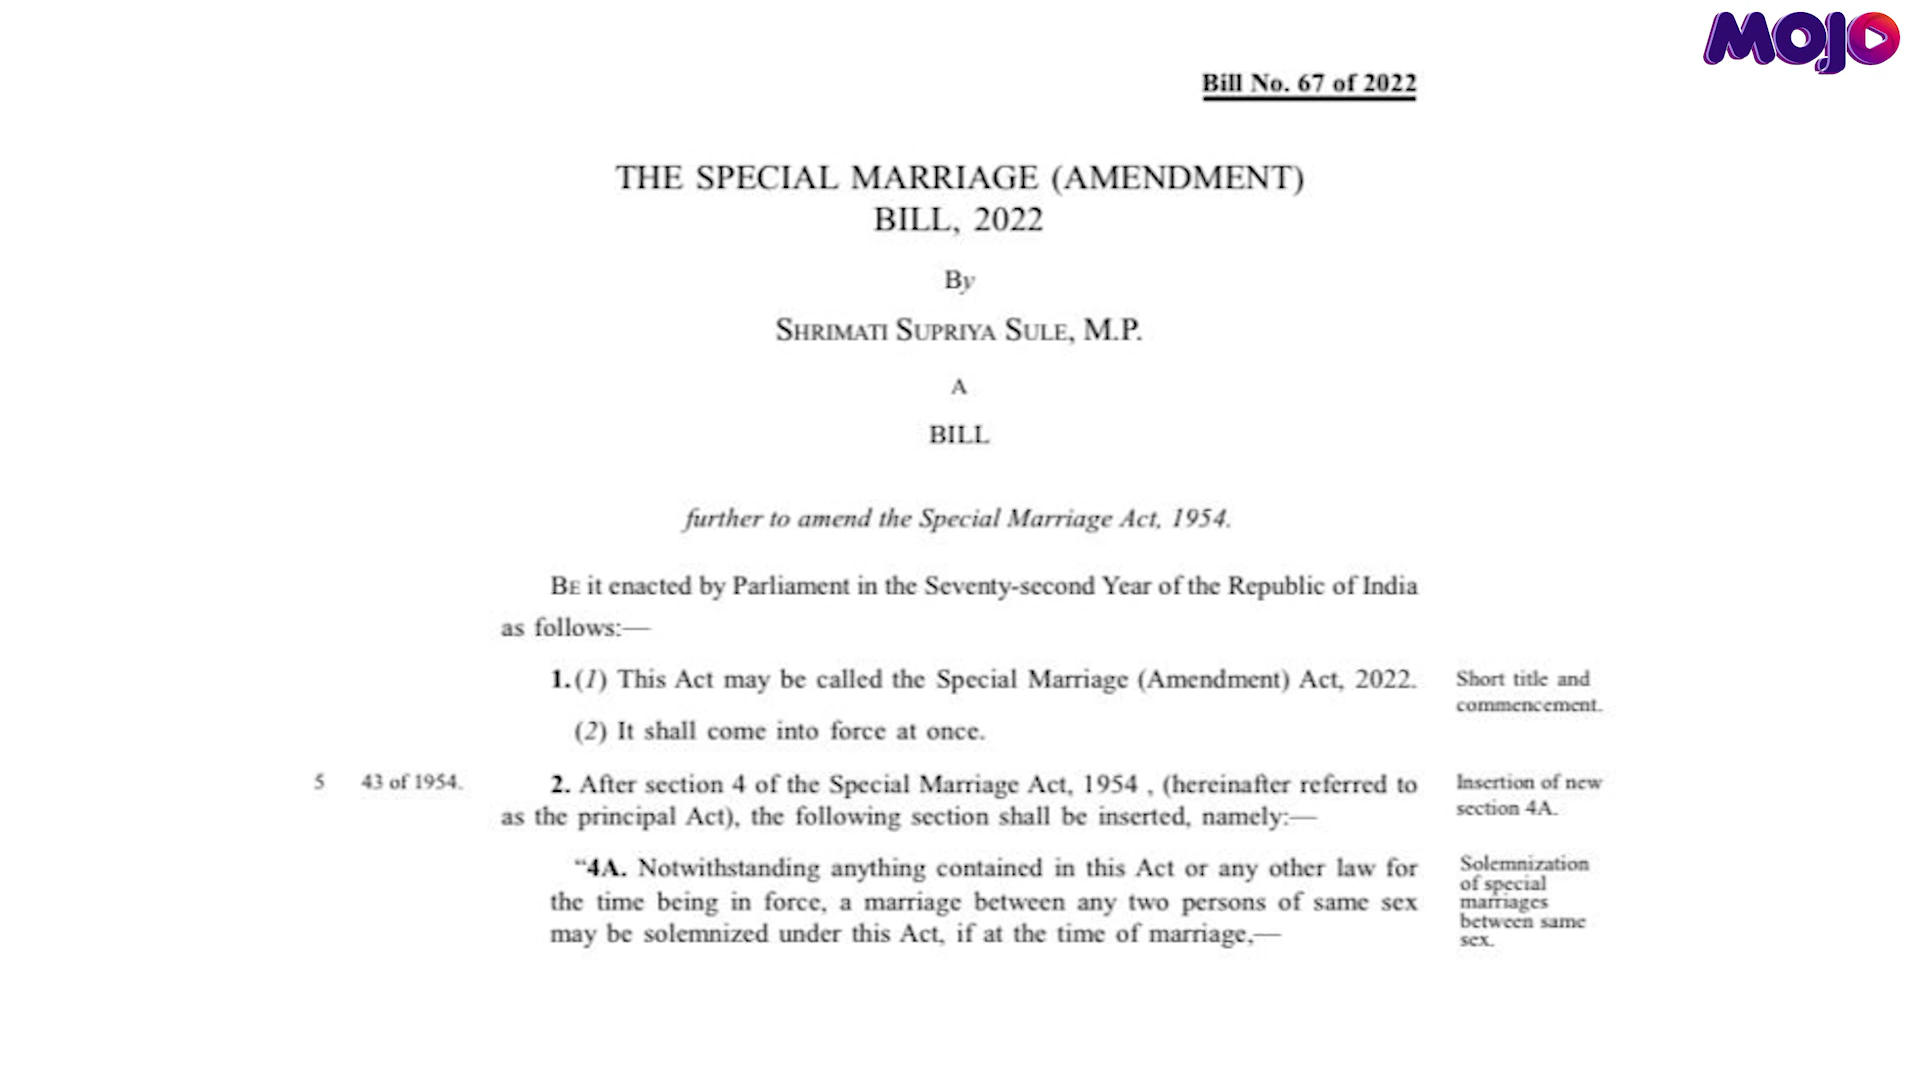 MOJO
Bill No. 67 of 2022
THE SPECIAL MARRIAGE (AMENDMENT)
BILL, 2022
By
SHRIMATI SUPRIYA SULE, M.P.
A
BILL
further to amend the Special Marriage Act, 1954.
BE it enacted by Parliament in the Seventy-second Year of the Republic of India
as follows:—
1.(1) This Act may be called the Special Marriage (Amendment) Act, 2022.
Short title and
commencement.
(2) It shall come into force at once.
5 43 of 1954.
2. After section 4 of the Special Marriage Act, 1954 , (hereinafter referred to
as the principal Act), the following section shall be inserted, namely:—
Insertion of new
section 4A.
“4A. Notwithstanding anything contained in this Act or any other law for
the time being in force, a marriage between any two persons of same sex
may be solemnized under this Act, if at the time of marriage,—
Solemnization
of special
marriages
between same
sex.